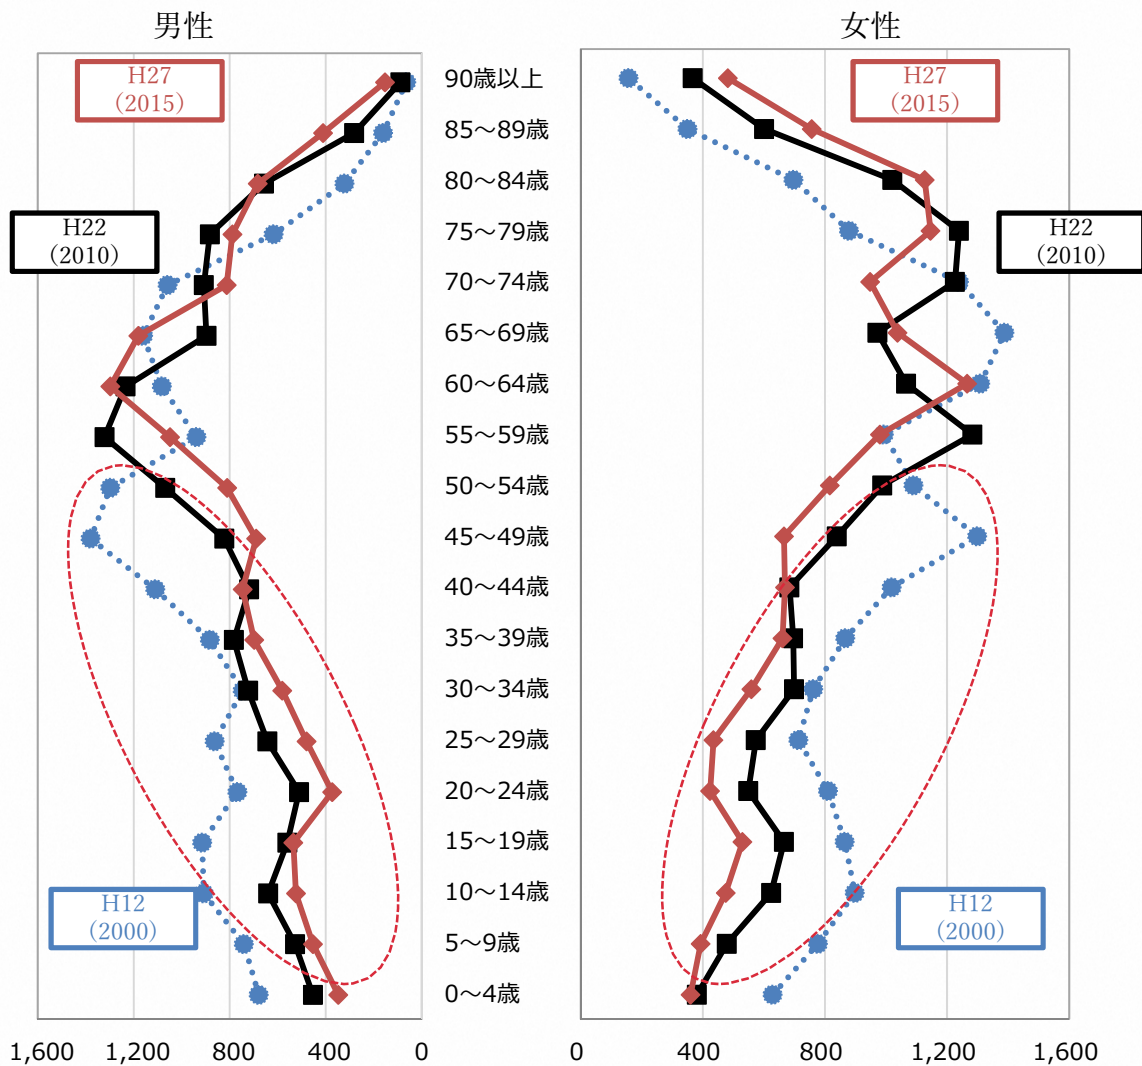 男性
女性
H27
（2015）
H27
（2015）
H22
（2010）
H22
（2010）
90歳以上
85～89歳
80～84歳
75～79歳
70～74歳
65～69歳
60～64歳
55～59歳
50～54歳
45～49歳
40～44歳
35～39歳
30～34歳
25～29歳
20～24歳
15～19歳
10～14歳
5～9歳
0～4歳
H12
（2000）
H12
（2000）
1,600 1,200 800 400 0
0 400 800 1,200 1,600